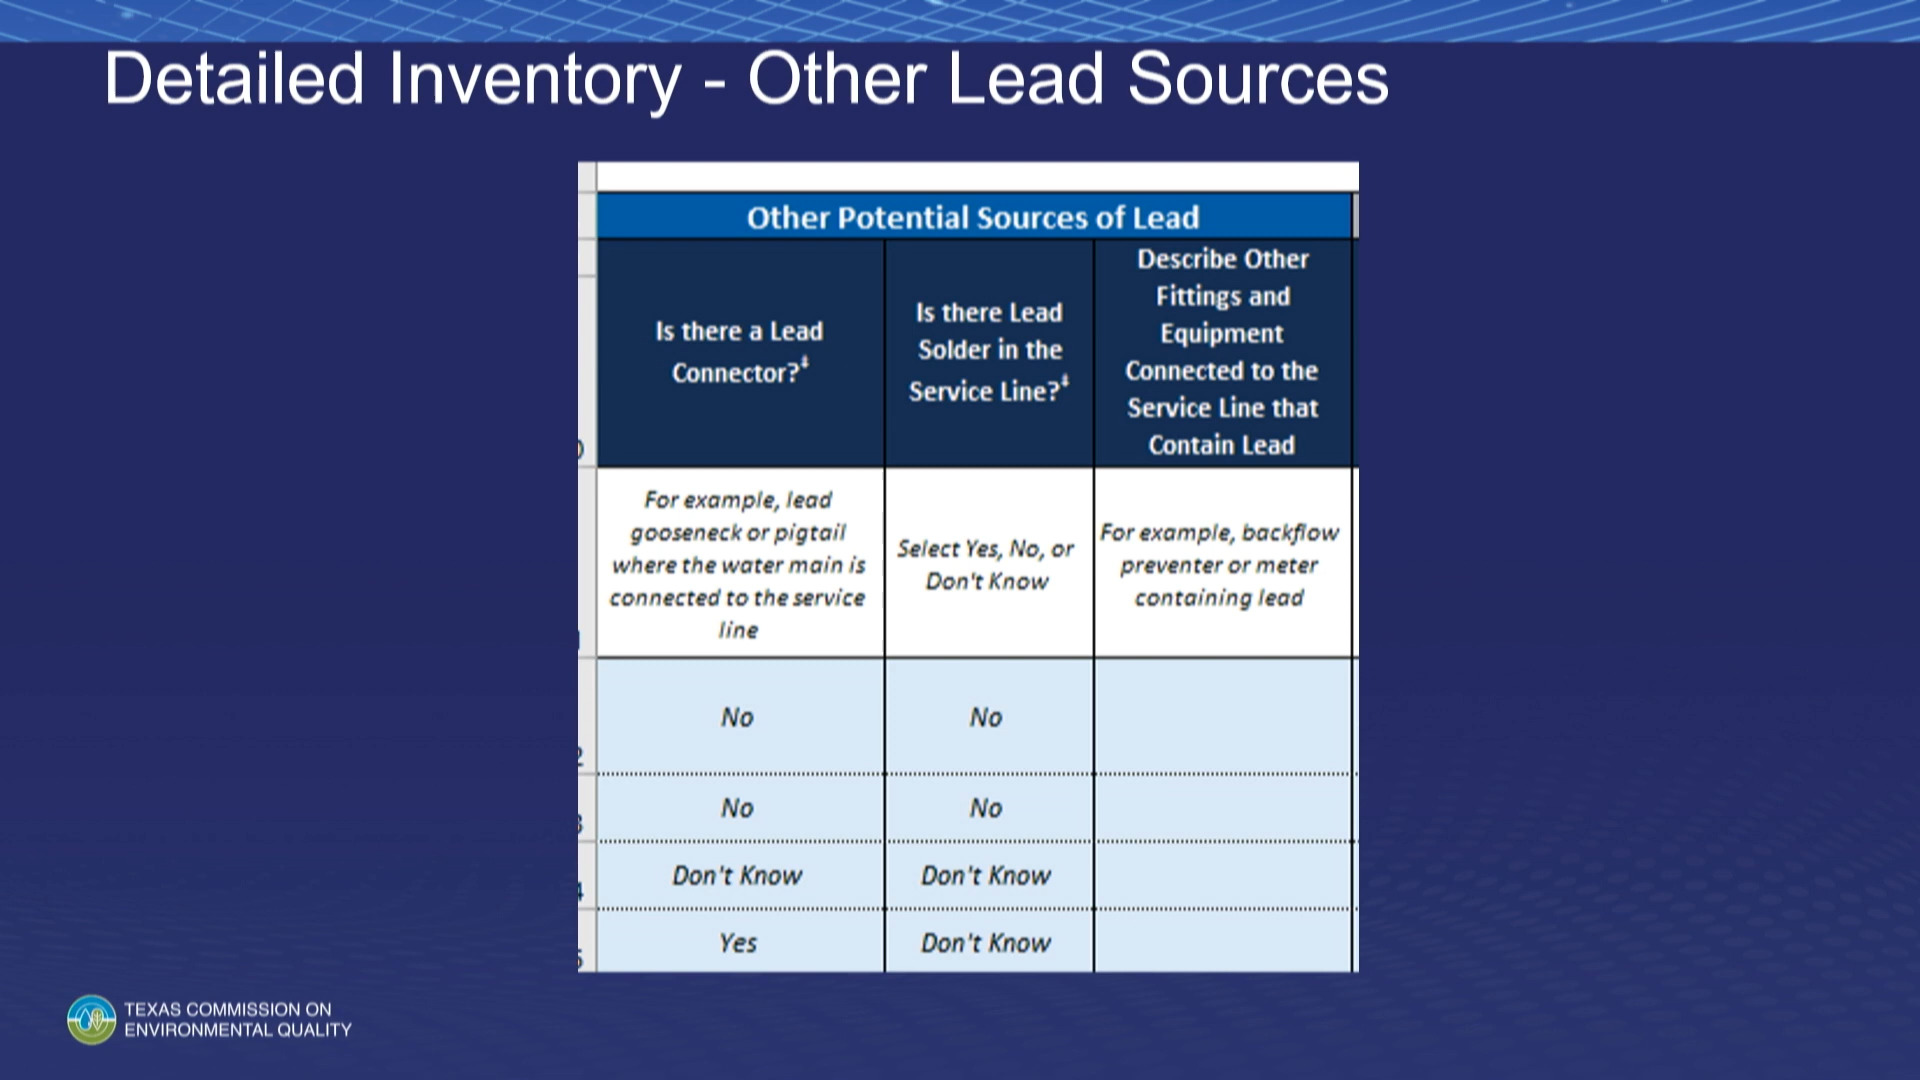 Detailed Inventory - Other Lead Sources
Other Potential Sources of Lead
Is there a Lead
Connector?‡
Is there Lead
Solder in the
Service Line?‡
Describe Other
Fittings and
Equipment
Connected to the
Service Line that
Contain Lead
For example, lead
gooseneck or pigtail
where the water main is
connected to the service
line
Select Yes, No, or
Don't Know
For example, backflow
preventer or meter
containing lead
No
No
No
No
Don't Know
Don't Know
Yes
Don't Know
TEXAS COMMISSION ON
ENVIRONMENTAL QUALITY